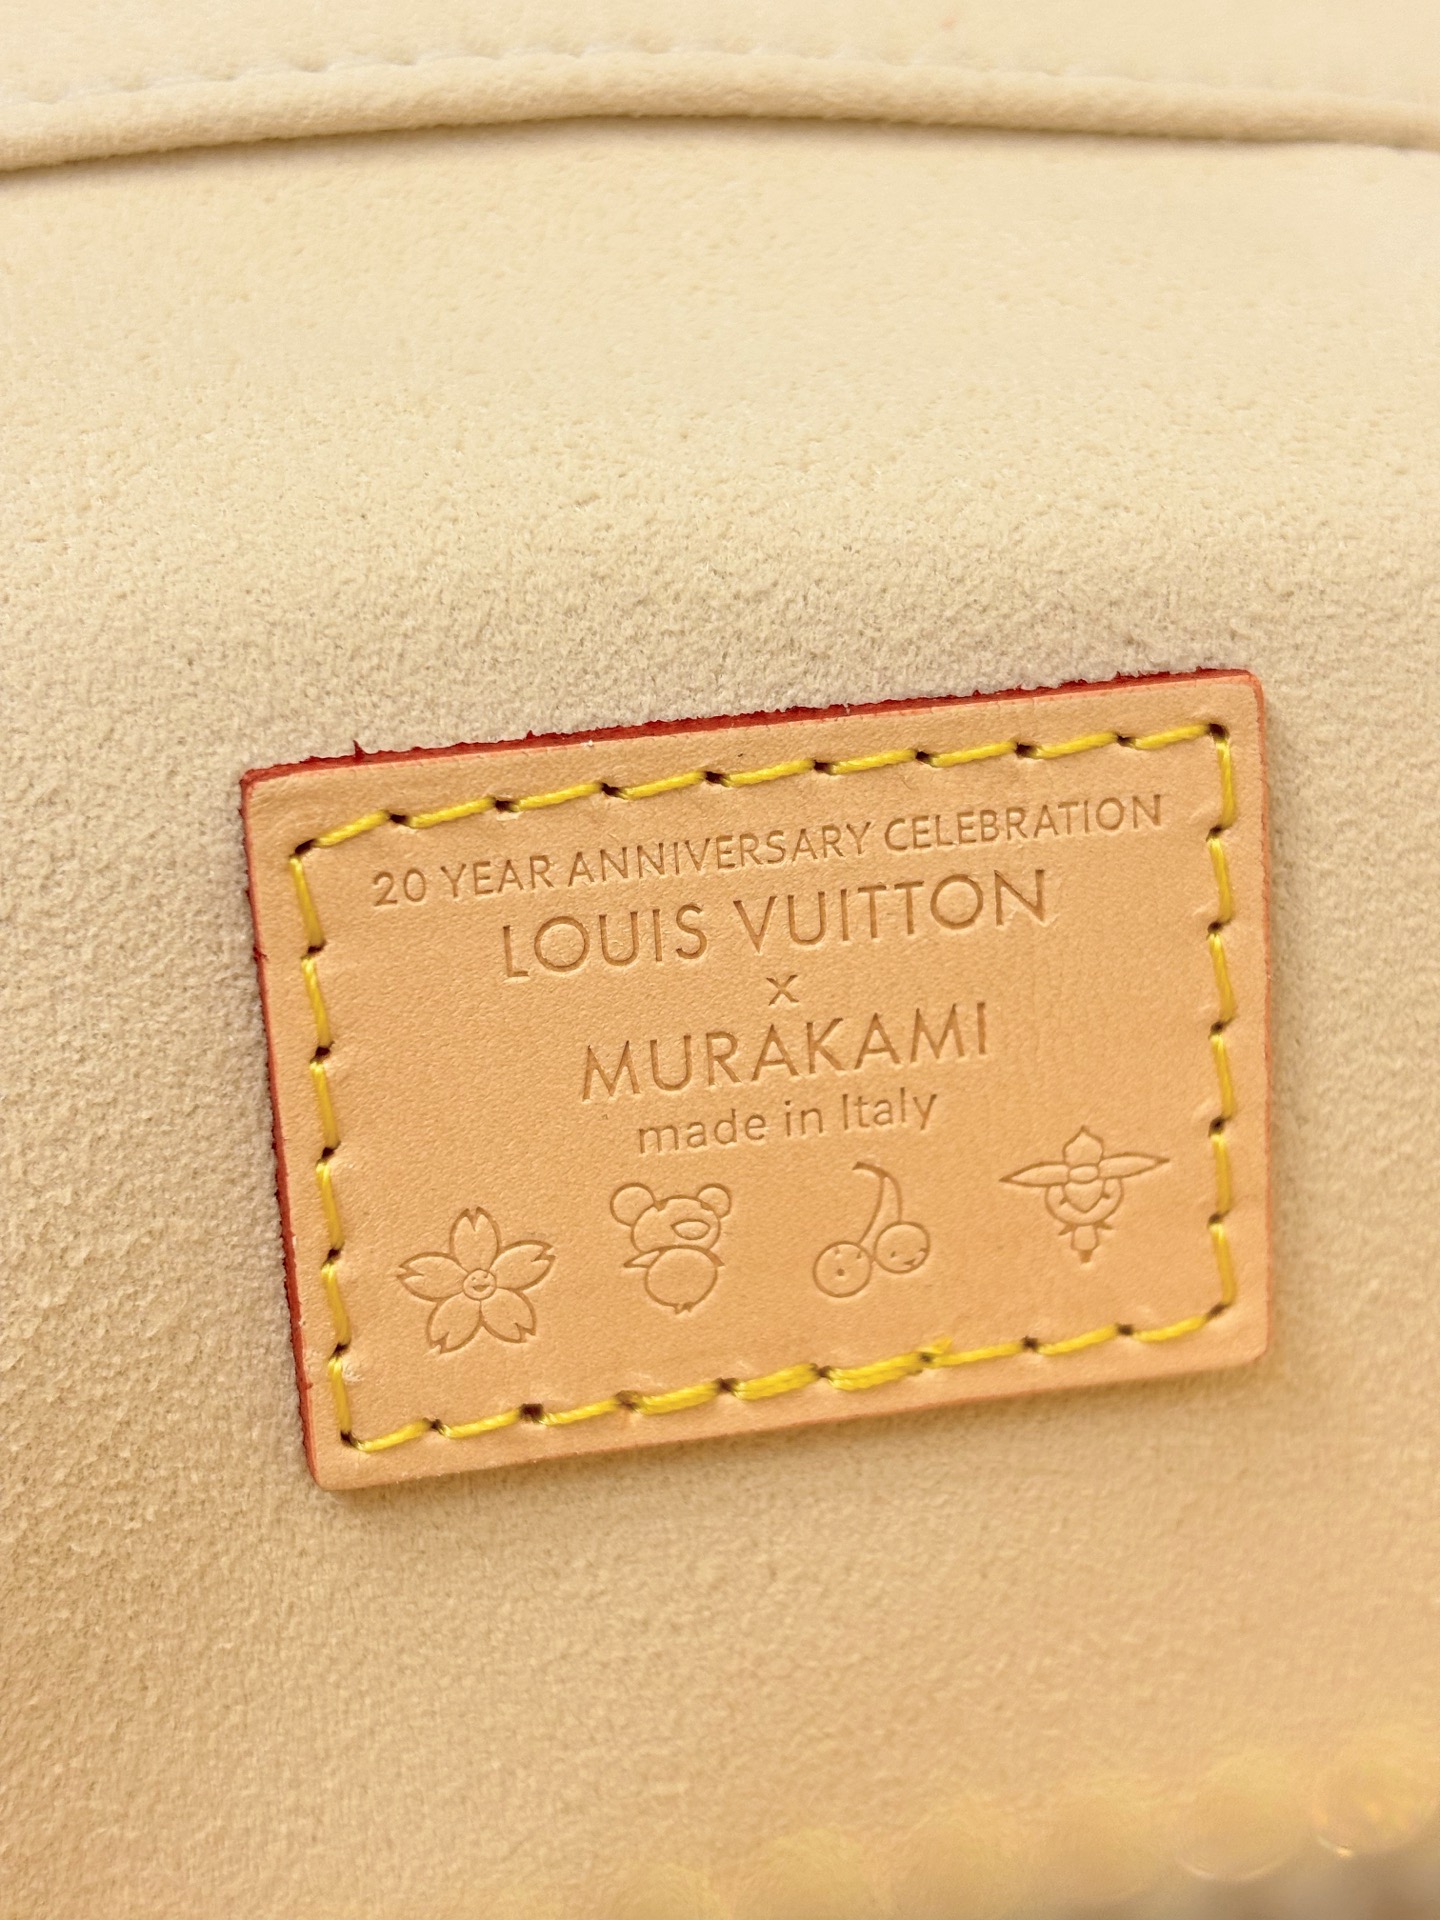 20 YEAR ANNIVERSARY CELEBRATION
LOUIS VUITTON
x
MURAKAMI
made in Italy